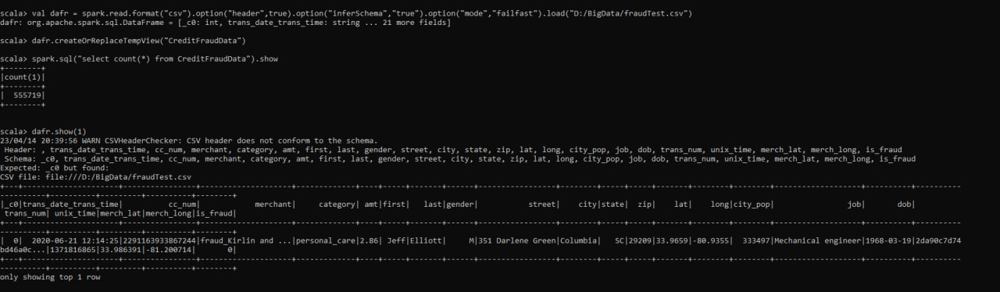 scala> val dafr = spark.read.format("csv").option("header",true).option("inferSchema","true").option("mode","failfast").load("D:/BigData/fraudTest.csv")
dafr: org.apache.spark.sql.DataFrame = [_c0: int, trans_date_trans_time: string ... 21 more fields]
scala> dafr.createOrReplaceTempView("CreditFraudData")
scala> spark.sql("select count(*) from CreditFraudData").show
+--------+
|count(1)|
+--------+
|  555719|
+--------+
scala> dafr.show(1)
23/04/14 20:39:56 WARN CSVHeaderChecker: CSV header does not conform to the schema.
 Header: , trans_date_trans_time, cc_num, merchant, category, amt, first, last, gender, street, city, state, zip, lat, long, city_pop, job, dob, trans_num, unix_time, merch_lat, merch_long, is_fraud
 Schema: _c0, trans_date_trans_time, cc_num, merchant, category, amt, first, last, gender, street, city, state, zip, lat, long, city_pop, job, dob, trans_num, unix_time, merch_lat, merch_long, is_fraud
Expected: _c0 but found:
CSV file: file:///D:/BigData/fraudTest.csv
+---+---------------------+----------------+--------------------+-------------+----+-----+-------+------+-----------------+--------+-----+-----+-------+--------+--------+-------------------+----------+----------
----------+----------+---------+----------+--------+
|_c0|trans_date_trans_time|          cc_num|            merchant|     category| amt|first|   last|gender|           street|    city|state|  zip|    lat|    long|city_pop|                job|       dob|
 trans_num| unix_time|merch_lat|merch_long|is_fraud|
+---+---------------------+----------------+--------------------+-------------+----+-----+-------+------+-----------------+--------+-----+-----+-------+--------+--------+-------------------+----------+----------
----------+----------+---------+----------+--------+
|  0|  2020-06-21 12:14:25|2291163933867244|fraud_Kirlin and ...|personal_care|2.86| Jeff|Elliott|     M|351 Darlene Green|Columbia|   SC|29209|33.9659|-80.9355|  333497|Mechanical engineer|1968-03-19|2da90c7d74
bd46a0c...|1371816865|33.986391|-81.200714|       0|
+---+---------------------+----------------+--------------------+-------------+----+-----+-------+------+-----------------+--------+-----+-----+-------+--------+--------+-------------------+----------+----------
----------+----------+---------+----------+--------+
only showing top 1 row